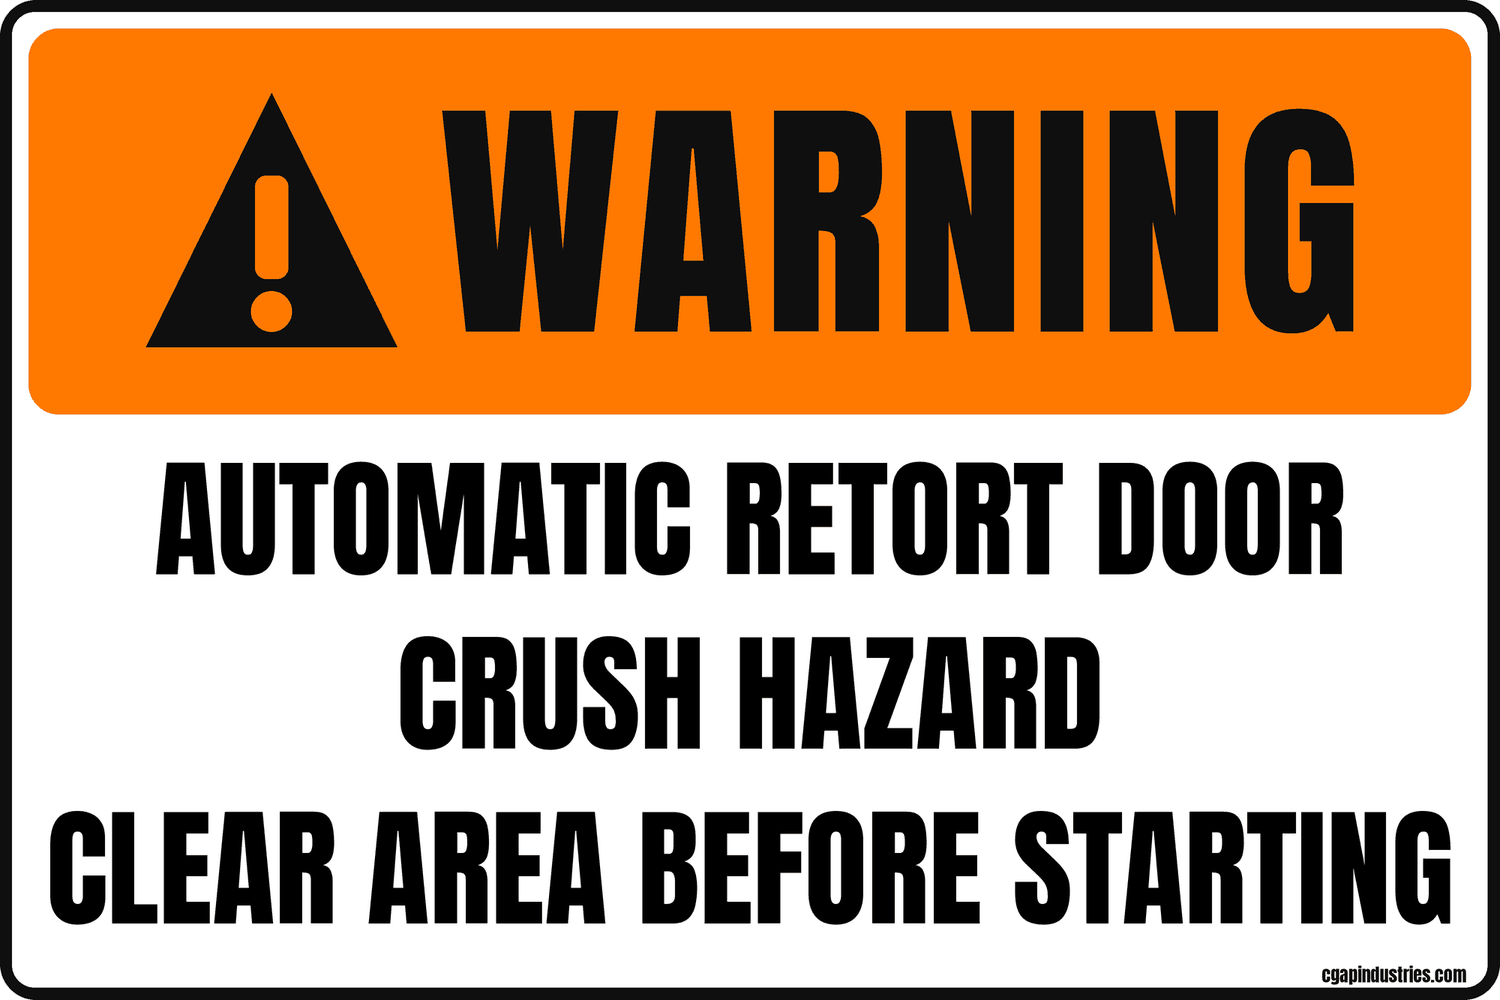 WARNING
AUTOMATIC RETORT DOOR
CRUSH HAZARD
CLEAR AREA BEFORE STARTING
cgapindustries.com